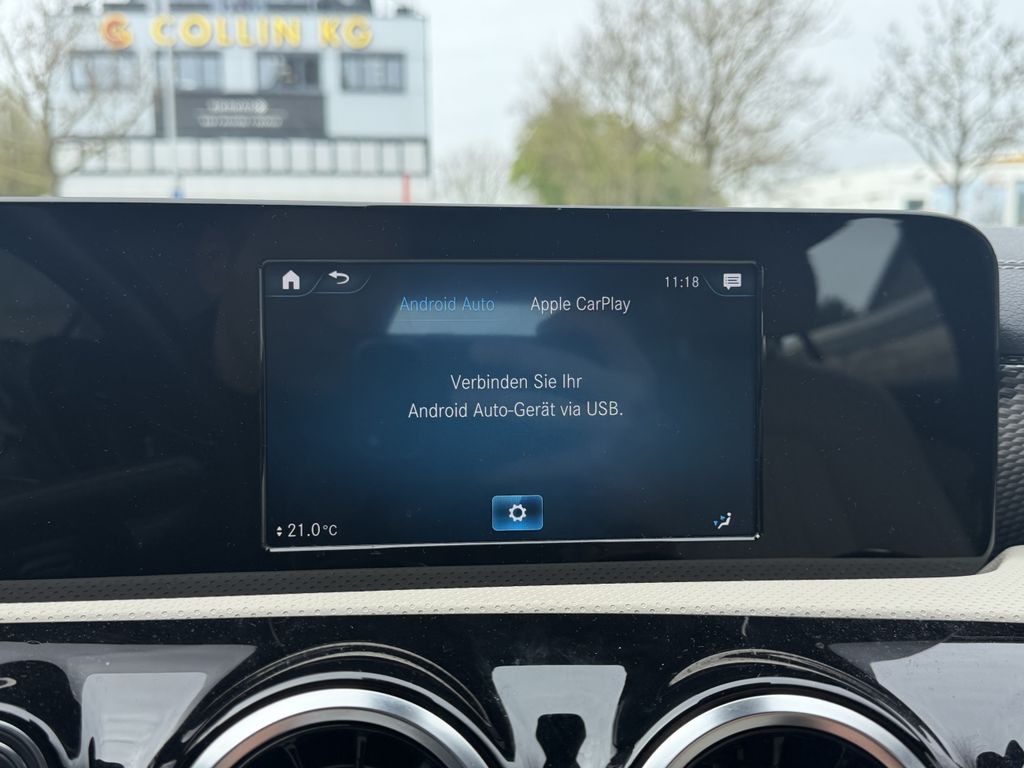 COLLIN KG
11:18
Android Auto Apple CarPlay
Verbinden Sie Ihr
Android Auto-Gerät via USB.
21.0°C